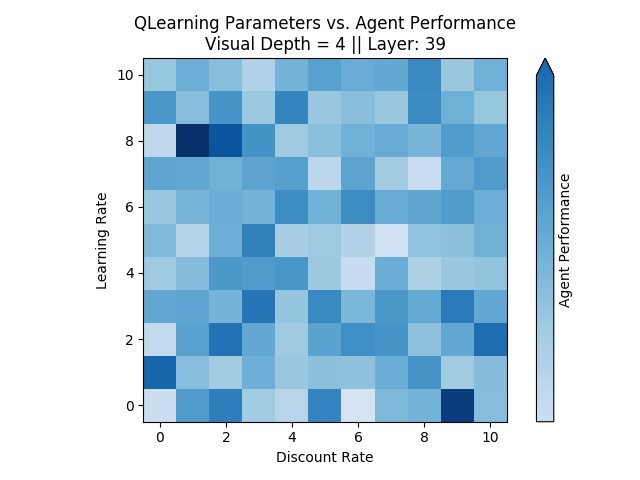 QLearning Parameters vs. Agent Performance
Visual Depth = 4 || Layer: 39
10
8
6
4
2
0
Learning Rate
0 2 4 6 8 10
Discount Rate
Agent Performance